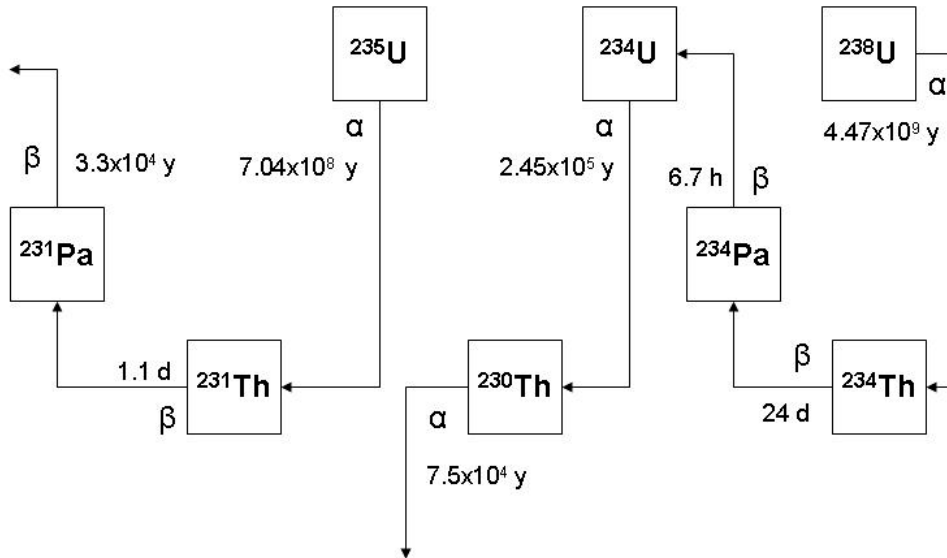 ²³⁵U
²³⁴U
²³⁸U
α
α
α
β
3.3x10⁴ y
7.04x10⁸ y
2.45x10⁵ y
4.47x10⁹ y
6.7 h
β
²³¹Pa
²³⁴Pa
1.1 d
β
²³¹Th
α
²³⁰Th
7.5x10⁴ y
β
24 d
²³⁴Th